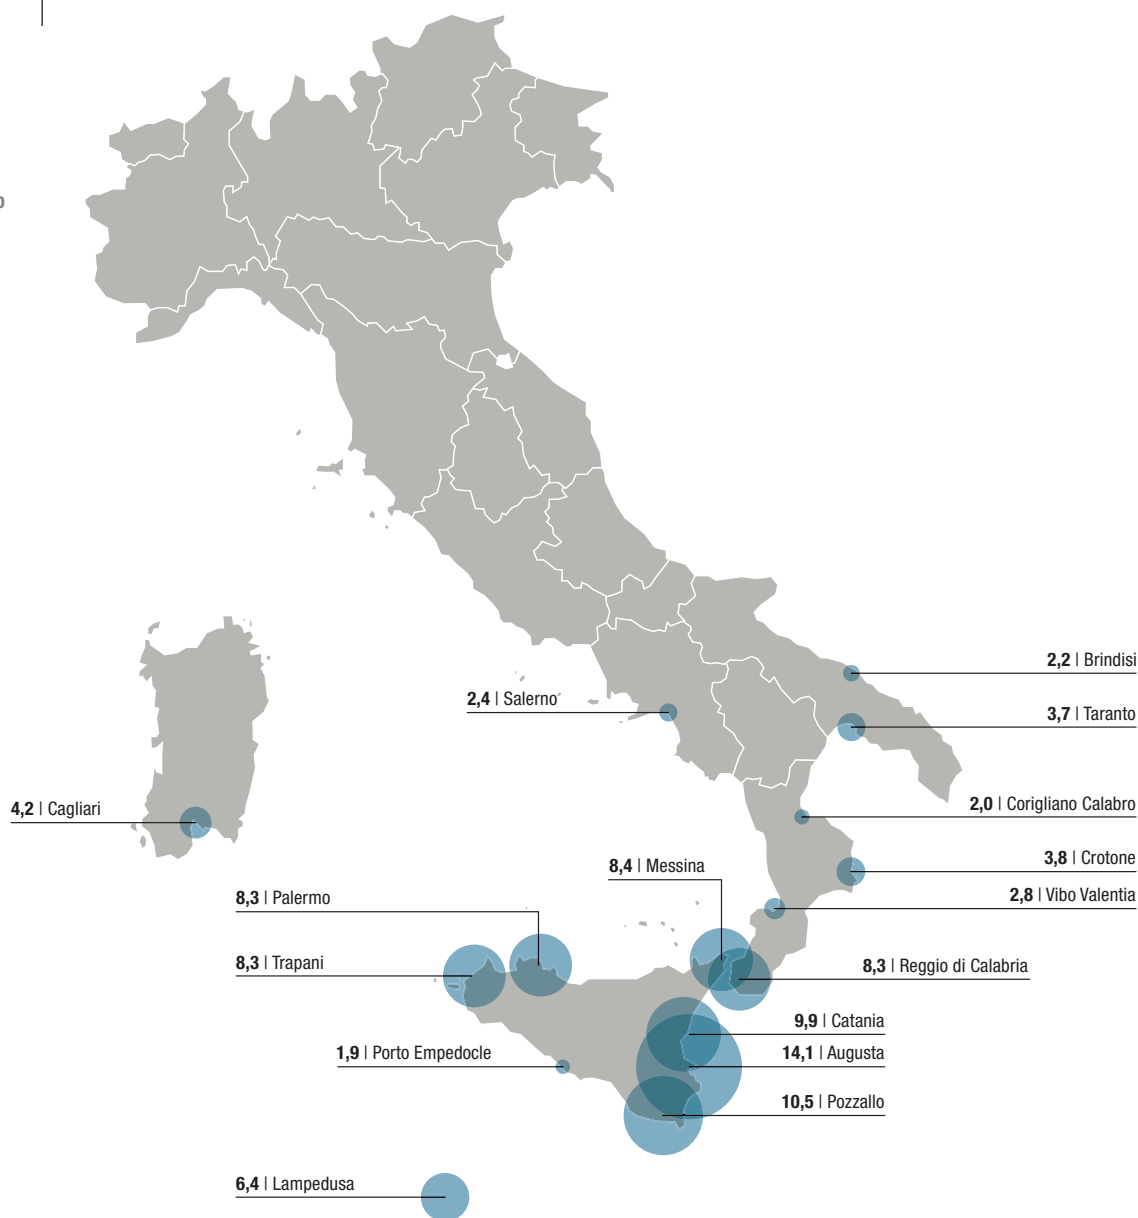 2,2 | Brindisi
2,4 | Salerno
3,7 | Taranto
4,2 | Cagliari
2,0 | Corigliano Calabro
8,4 | Messina
3,8 | Crotone
8,3 | Palermo
2,8 | Vibo Valentia
8,3 | Trapani
8,3 | Reggio di Calabria
9,9 | Catania
1,9 | Porto Empedocle
14,1 | Augusta
10,5 | Pozzallo
6,4 | Lampedusa